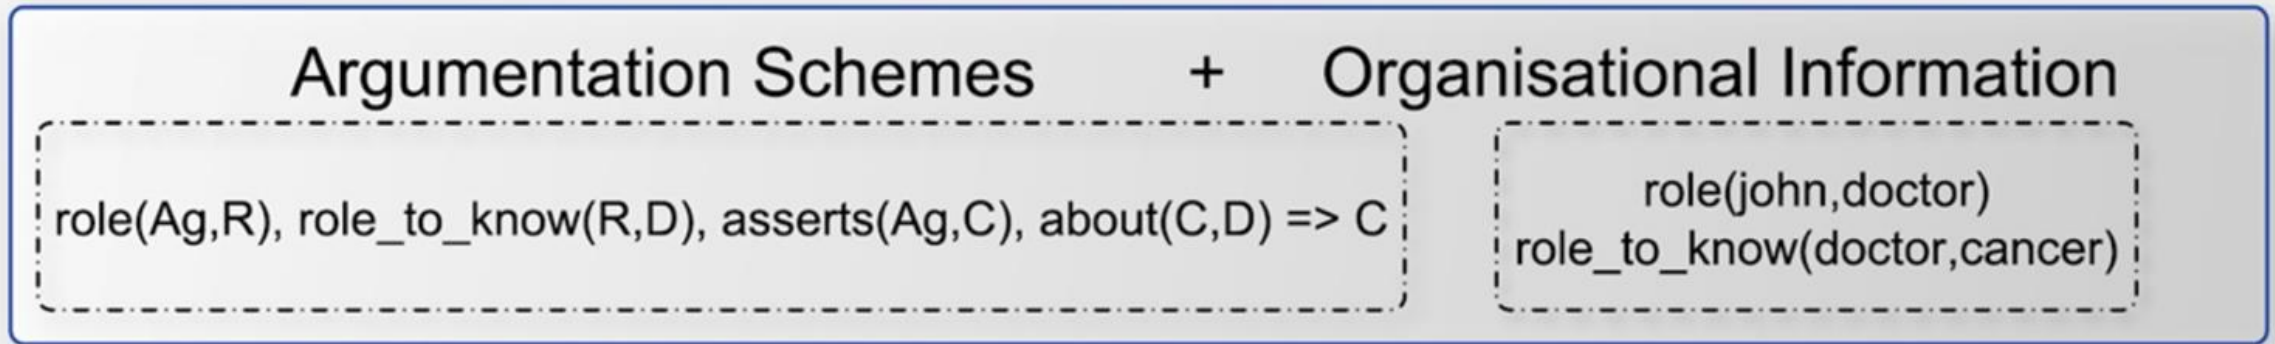 Argumentation Schemes + Organisational Information
role(Ag,R), role_to_know(R,D), asserts(Ag,C), about(C,D) => C
role(john,doctor)
role_to_know(doctor,cancer)